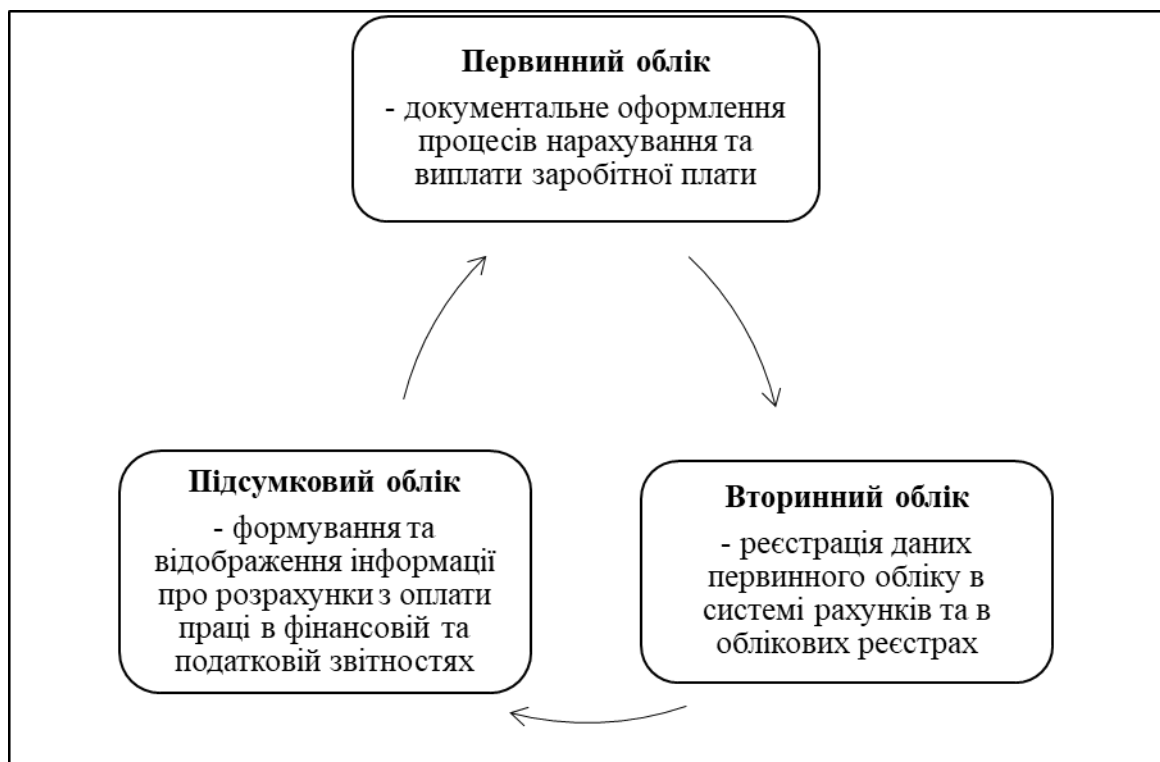 Первинний облік
- документальне оформлення
процесів нарахування та
виплати заробітної плати
Підсумковий облік
- формування та
відображення інформації
про розрахунки з оплати
праці в фінансовій та
податковій звітностях
Вторинний облік
- реєстрація даних
первинного обліку в
системі рахунків та в
облікових реєстрах